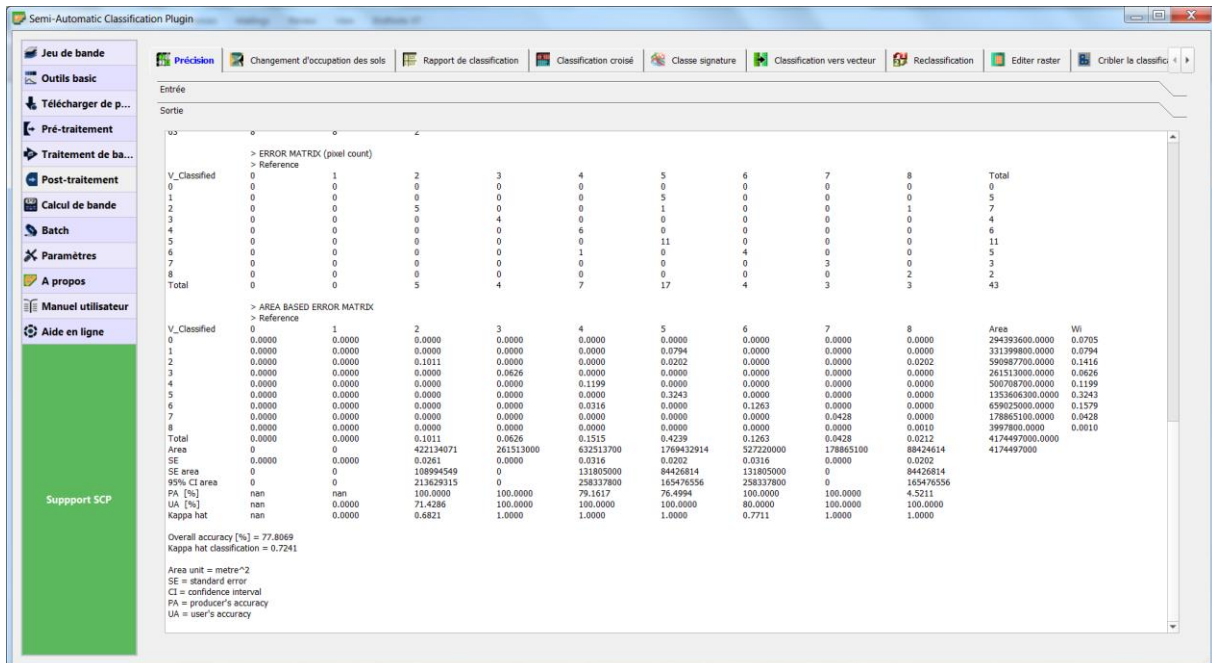 Semi-Automatic Classification Plugin
Jeu de bande
Outils basic
Télécharger de p...
Pré-traitement
Traitement de ba...
Post-traitement
Calcul de bande
Batch
Paramètres
A propos
Manuel utilisateur
Aide en ligne
Suppport SCP
Précision Changement d'occupation des sols Rapport de classification Classification croisé Classe signature Classification vers vecteur Reclassification Editer raster Cribler la classific
Entrée
Sortie
> ERROR MATRIX (pixel count)
> Reference
V_Classified 0 1 2 3 4 5 6 7 8 Total
0 0 0 0 0 0 0 0 0 0 0
1 0 0 0 0 0 5 0 0 0 5
2 0 0 5 0 0 1 0 0 1 7
3 0 0 0 4 0 0 0 0 0 4
4 0 0 0 0 6 0 0 0 0 6
5 0 0 0 0 0 11 0 0 0 11
6 0 0 0 0 1 0 4 0 0 5
7 0 0 0 0 0 0 0 3 0 3
8 0 0 0 0 0 0 0 0 2 2
Total 0 0 5 4 7 17 4 3 3 43
> AREA BASED ERROR MATRIX
> Reference
V_Classified 0 1 2 3 4 5 6 7 8 Area Wi
0 0.0000 0.0000 0.0000 0.0000 0.0000 0.0000 0.0000 0.0000 0.0000 294393600.0000 0.0705
1 0.0000 0.0000 0.0000 0.0000 0.0000 0.0794 0.0000 0.0000 0.0000 331399800.0000 0.0794
2 0.0000 0.0000 0.1011 0.0000 0.0000 0.0202 0.0000 0.0000 0.0202 590987700.0000 0.1416
3 0.0000 0.0000 0.0000 0.0626 0.0000 0.0000 0.0000 0.0000 0.0000 261513000.0000 0.0626
4 0.0000 0.0000 0.0000 0.0000 0.1199 0.0000 0.0000 0.0000 0.0000 500708700.0000 0.1199
5 0.0000 0.0000 0.0000 0.0000 0.0000 0.3243 0.0000 0.0000 0.0000 1353606300.0000 0.3243
6 0.0000 0.0000 0.0000 0.0000 0.0316 0.0000 0.1263 0.0000 0.0000 659025000.0000 0.1579
7 0.0000 0.0000 0.0000 0.0000 0.0000 0.0000 0.0000 0.0428 0.0000 178865100.0000 0.0428
8 0.0000 0.0000 0.0000 0.0000 0.0000 0.0000 0.0000 0.0000 0.0010 3997800.0000 0.0010
Total 0.0000 0.0000 0.1011 0.0626 0.1515 0.4239 0.1263 0.0428 0.0212 4174497000.0000
Area 0 0 422134071 261513000 632513700 1769432914 527220000 178865100 88424614 4174497000
SE 0.0000 0.0000 0.0261 0.0000 0.0316 0.0202 0.0316 0.0000 0.0202
SE area 0 0 108994549 0 131805000 84426814 131805000 0 84426814
95% CI area 0 0 213629315 0 258337800 165476556 258337800 0 165476556
PA [%] nan nan 100.0000 100.0000 79.1617 76.4994 100.0000 100.0000 4.5211
UA [%] nan 0.0000 71.4286 100.0000 100.0000 100.0000 80.0000 100.0000 100.0000
Kappa hat nan 0.0000 0.6821 1.0000 1.0000 1.0000 0.7711 1.0000 1.0000
Overall accuracy [%] = 77.8069
Kappa hat classification = 0.7241
Area unit = metre^2
SE = standard error
CI = confidence interval
PA = producer's accuracy
UA = user's accuracy